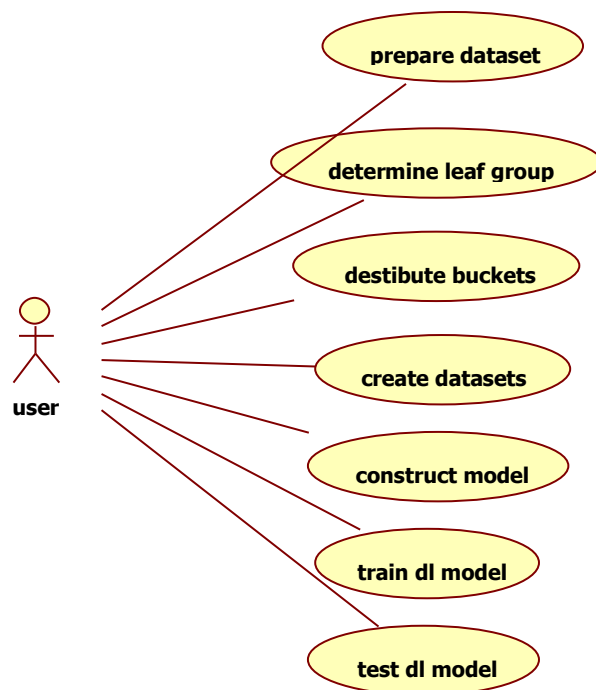 prepare dataset
determine leaf group
destibute buckets
create datasets
user
construct model
train dl model
test dl model